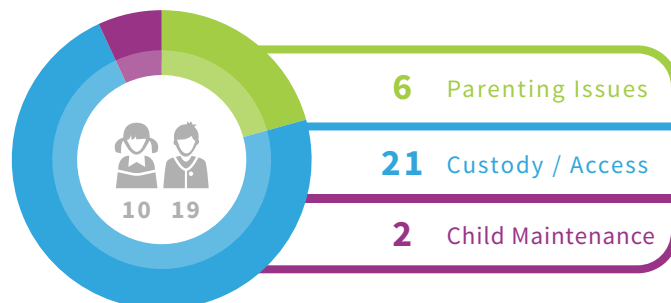 6 Parenting Issues
21 Custody / Access
2 Child Maintenance
10 19